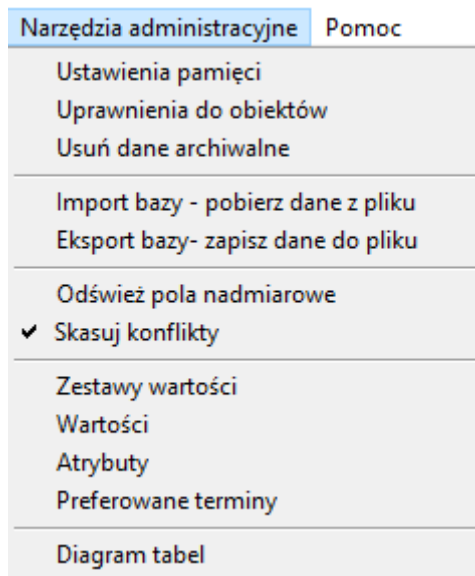 Narzędzia administracyjne Pomoc
Ustawienia pamięci
Uprawnienia do obiektów
Usuń dane archiwalne
Import bazy - pobierz dane z pliku
Eksport bazy- zapisz dane do pliku
Odśwież pola nadmiarowe
Skasuj konflikty
Zestawy wartości
Wartości
Atrybuty
Preferowane terminy
Diagram tabel